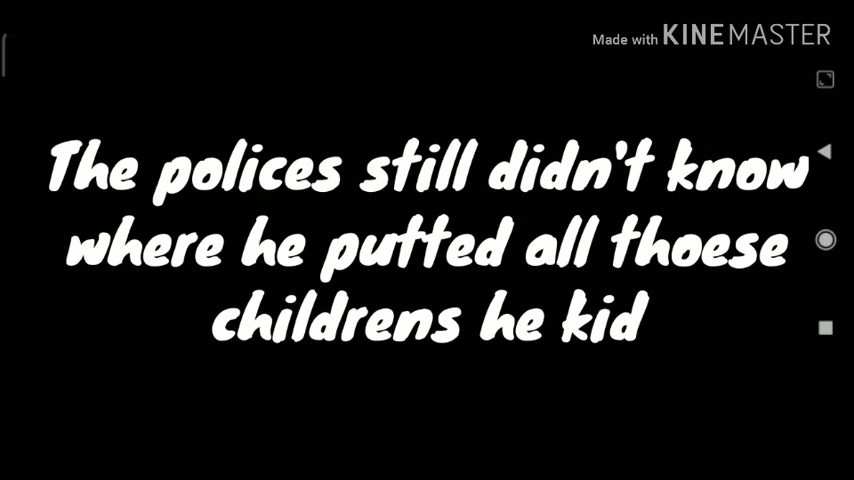 Made with KINEMASTER
The polices still didn't know
where he putted all thoese
childrens he kid